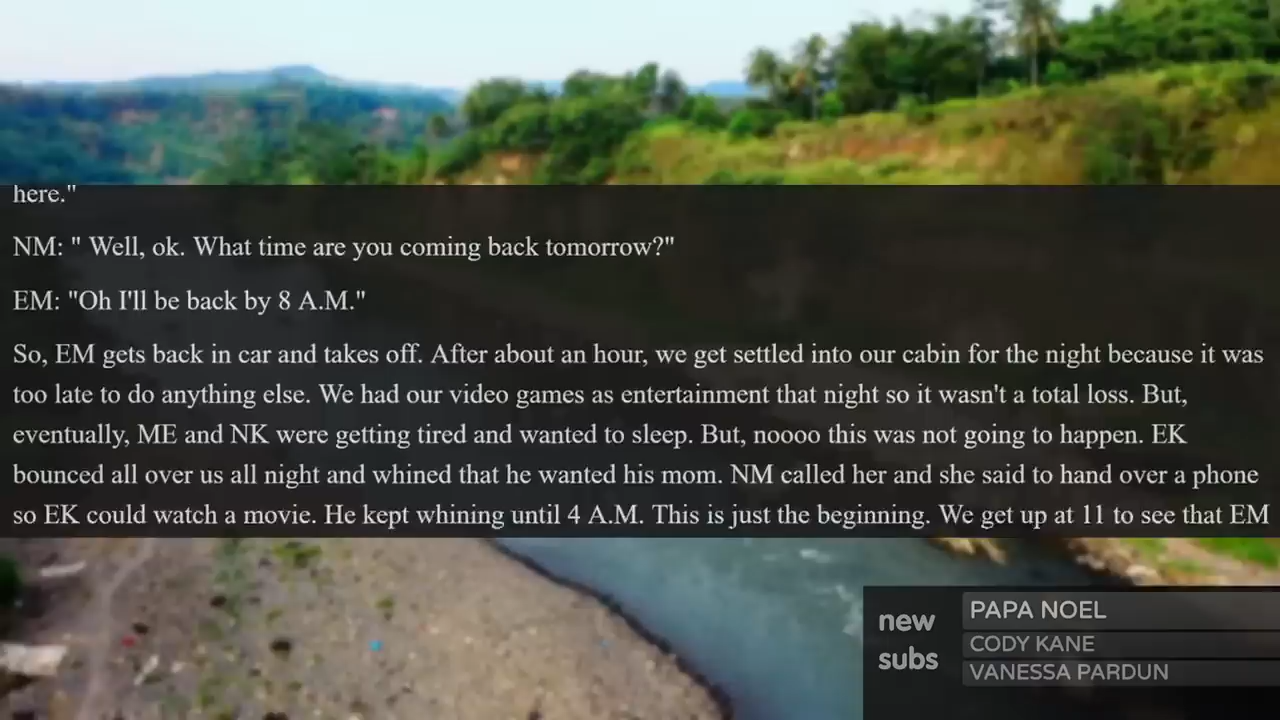 here."
NM: " Well, ok. What time are you coming back tomorrow?"
EM: "Oh I'll be back by 8 A.M."
So, EM gets back in car and takes off. After about an hour, we get settled into our cabin for the night because it was
too late to do anything else. We had our video games as entertainment that night so it wasn't a total loss. But,
eventually, ME and NK were getting tired and wanted to sleep. But, noooo this was not going to happen. EK
bounced all over us all night and whined that he wanted his mom. NM called her and she said to hand over a phone
so EK could watch a movie. He kept whining until 4 A.M. This is just the beginning. We get up at 11 to see that EM
new
subs
PAPA NOEL
CODY KANE
VANESSA PARDUN